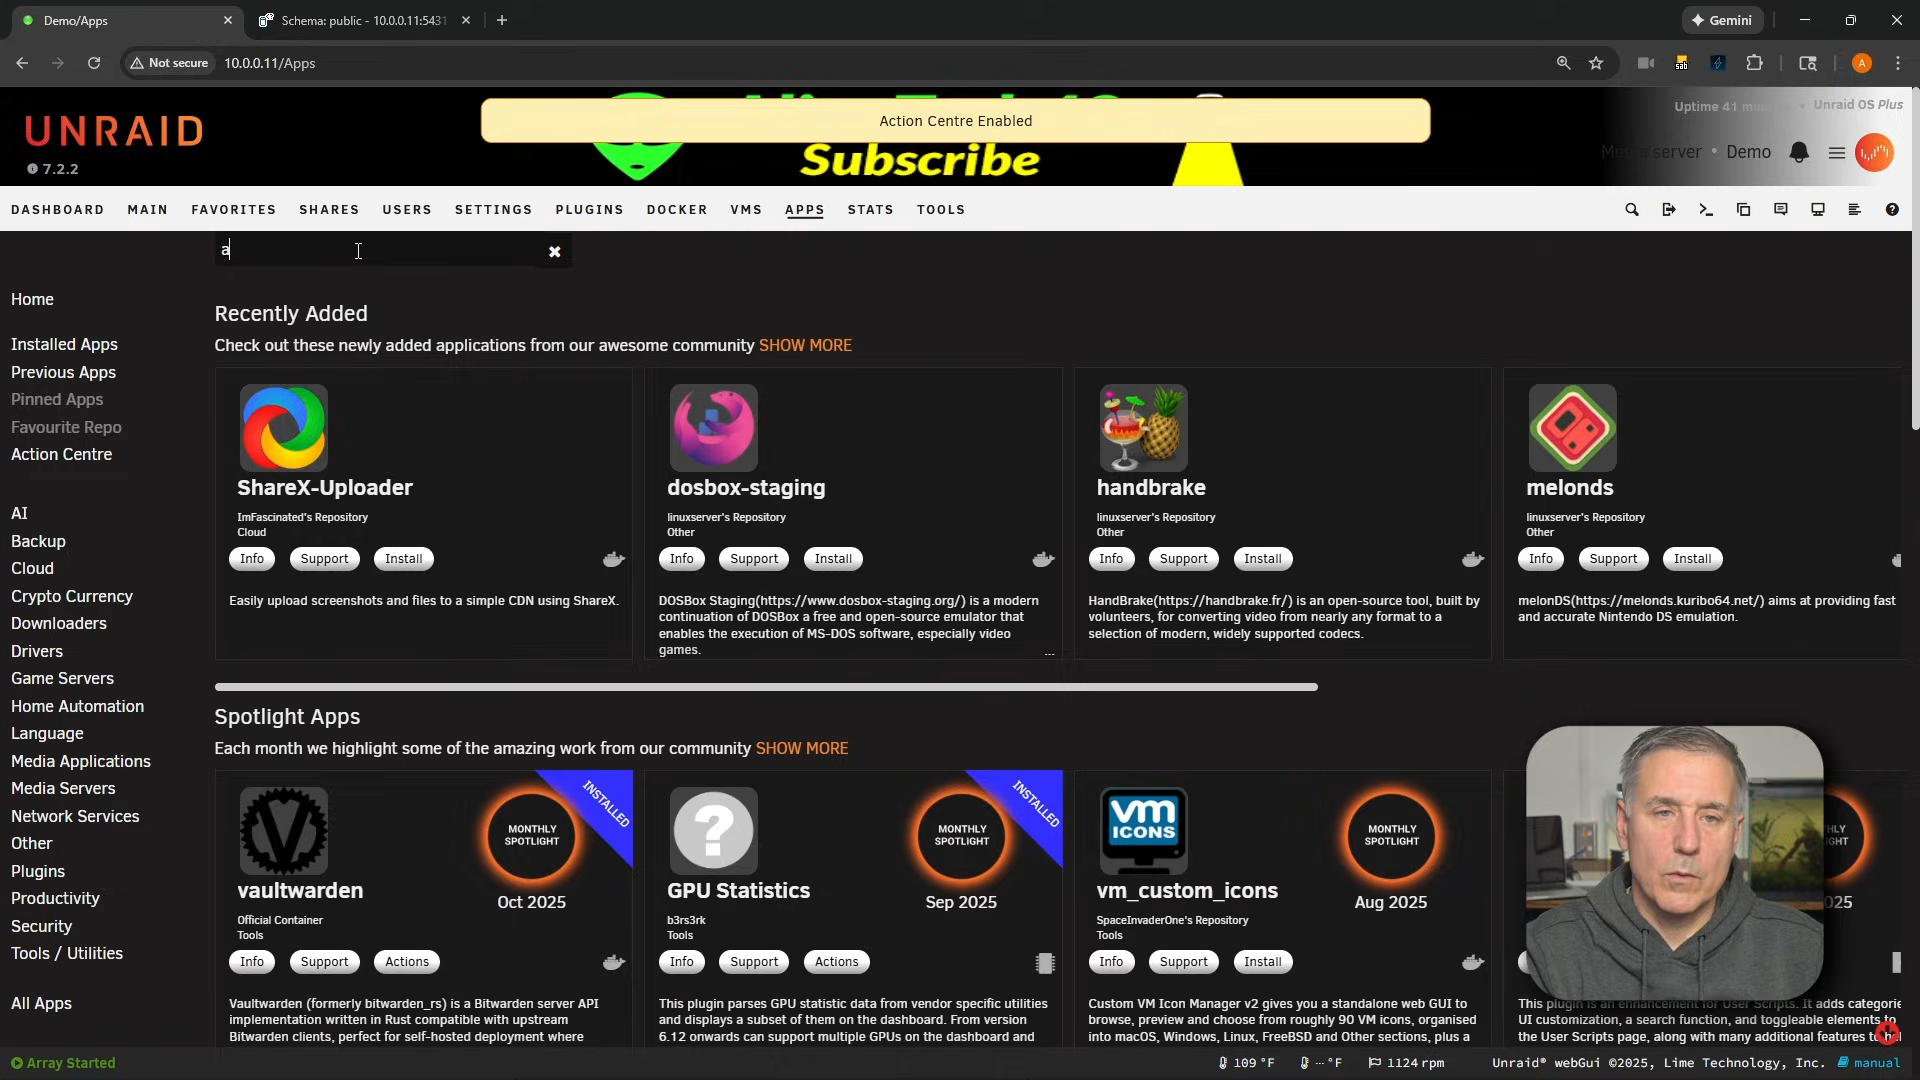 Demo/Apps
Schema: public - 10.0.0.11:5431
Gemini
Not secure
10.0.0.11/Apps
sab
A
UNRAID
7.2.2
Action Centre Enabled
Subscribe
Uptime 41
Unraid OS Plus
server • Demo
DASHBOARD MAIN FAVORITES SHARES USERS SETTINGS PLUGINS DOCKER VMS APPS STATS TOOLS
a
Home
Installed Apps
Previous Apps
Pinned Apps
Favourite Repo
Action Centre
AI
Backup
Cloud
Crypto Currency
Downloaders
Drivers
Game Servers
Home Automation
Language
Media Applications
Media Servers
Network Services
Other
Plugins
Productivity
Security
Tools / Utilities
All Apps
Recently Added
Check out these newly added applications from our awesome community SHOW MORE
ShareX-Uploader
ImFascinated's Repository
Cloud
Info Support Install
Easily upload screenshots and files to a simple CDN using ShareX.
dosbox-staging
linuxserver's Repository
Other
Info Support Install
DOSBox Staging(https://www.dosbox-staging.org/) is a modern
continuation of DOSBox a free and open-source emulator that
enables the execution of MS-DOS software, especially video
games.
...
handbrake
linuxserver's Repository
Other
Info Support Install
HandBrake(https://handbrake.fr/) is an open-source tool, built by
volunteers, for converting video from nearly any format to a
selection of modern, widely supported codecs.
melonds
linuxserver's Repository
Other
Info Support Install
melonDS(https://melonds.kuribo64.net/) aims at providing fast
and accurate Nintendo DS emulation.
Spotlight Apps
Each month we highlight some of the amazing work from our community SHOW MORE
INSTALLED
MONTHLY
SPOTLIGHT
Oct 2025
vaultwarden
Official Container
Tools
Info Support Actions
Vaultwarden (formerly bitwarden_rs) is a Bitwarden server API
implementation written in Rust compatible with upstream
Bitwarden clients, perfect for self-hosted deployment where
INSTALLED
?
MONTHLY
SPOTLIGHT
Sep 2025
GPU Statistics
b3rs3rk
Tools
Info Support Actions
This plugin parses GPU statistic data from vendor specific utilities
and displays a subset of them on the dashboard. From version
6.12 onwards can support multiple GPUs on the dashboard and
vm
ICONS
MONTHLY
SPOTLIGHT
Aug 2025
vm_custom_icons
SpaceInvaderOne's Repository
Tools
Info Support Install
Custom VM Icon Manager v2 gives you a standalone web GUI to
browse, preview and choose from roughly 90 VM icons, organised
into macOS, Windows, Linux, FreeBSD and Other sections, plus a
This plugin is an enhancement for User Scripts. It adds categorie
UI customization, a search function, and toggleable elements to
the User Scripts page, along with many additional features to
Array Started
109 °F
-- °F
1124 rpm
Unraid® webGui ©2025, Lime Technology, Inc.
manual